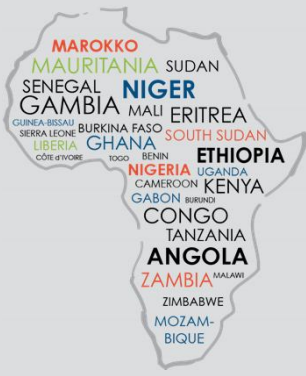 MAROKKO
MAURITANIA SUDAN
SENEGAL NIGER
GAMBIA MALI ERITREA
GUINEA-BISSAU BURKINA FASO SOUTH SUDAN
SIERRA LEONE GHANA
LIBERIA BENIN ETHIOPIA
CÔTE d'IVOIRE TOGO NIGERIA UGANDA
CAMEROON KENYA
GABON BURUNDI
CONGO
TANZANIA
ANGOLA
ZAMBIA MALAWI
ZIMBABWE
MOZAM-
BIQUE